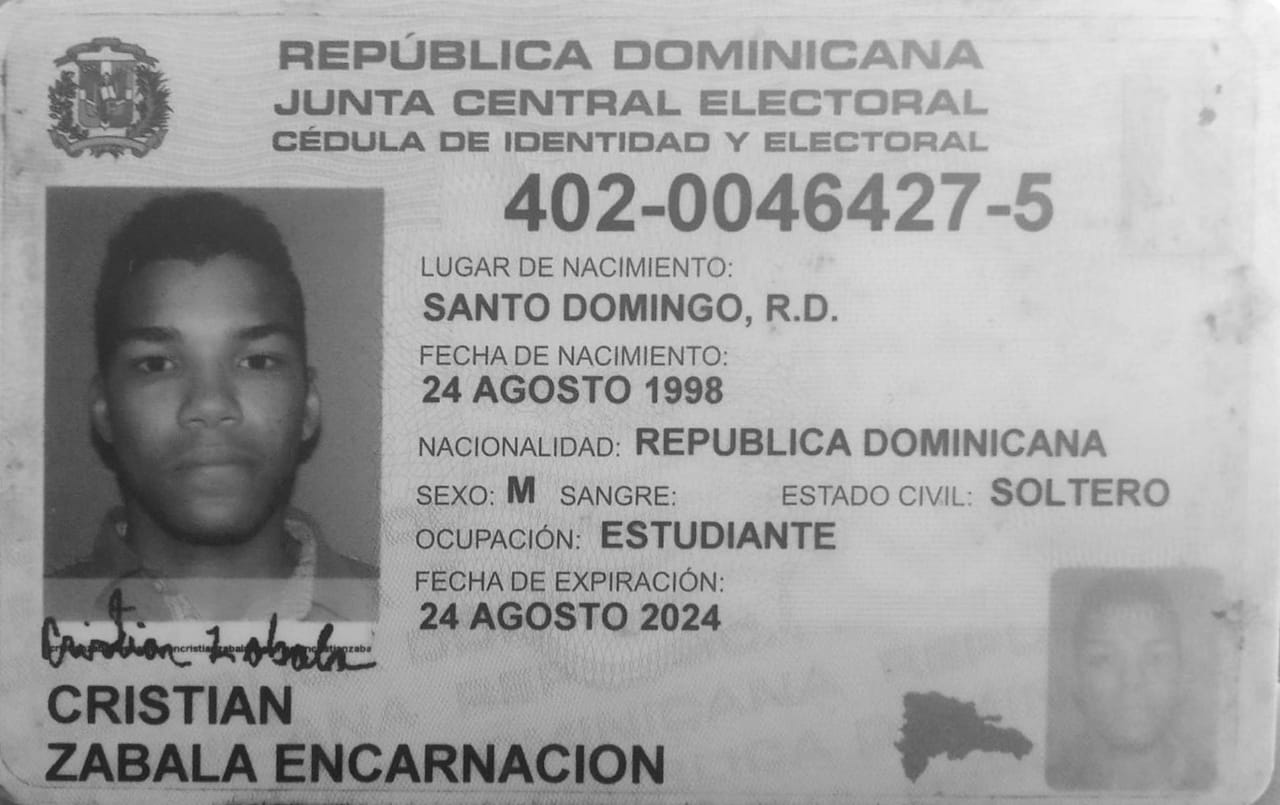 REPÚBLICA DOMINICANA
JUNTA CENTRAL ELECTORAL
CÉDULA DE IDENTIDAD Y ELECTORAL
402-0046427-5
LUGAR DE NACIMIENTO:
SANTO DOMINGO, R.D.
FECHA DE NACIMIENTO:
24 AGOSTO 1998
NACIONALIDAD: REPUBLICA DOMINICANA
SEXO: M SANGRE: ESTADO CIVIL: SOLTERO
OCUPACIÓN: ESTUDIANTE
FECHA DE EXPIRACIÓN:
24 AGOSTO 2024
Cristian Zabala
CRISTIAN
ZABALA ENCARNACION